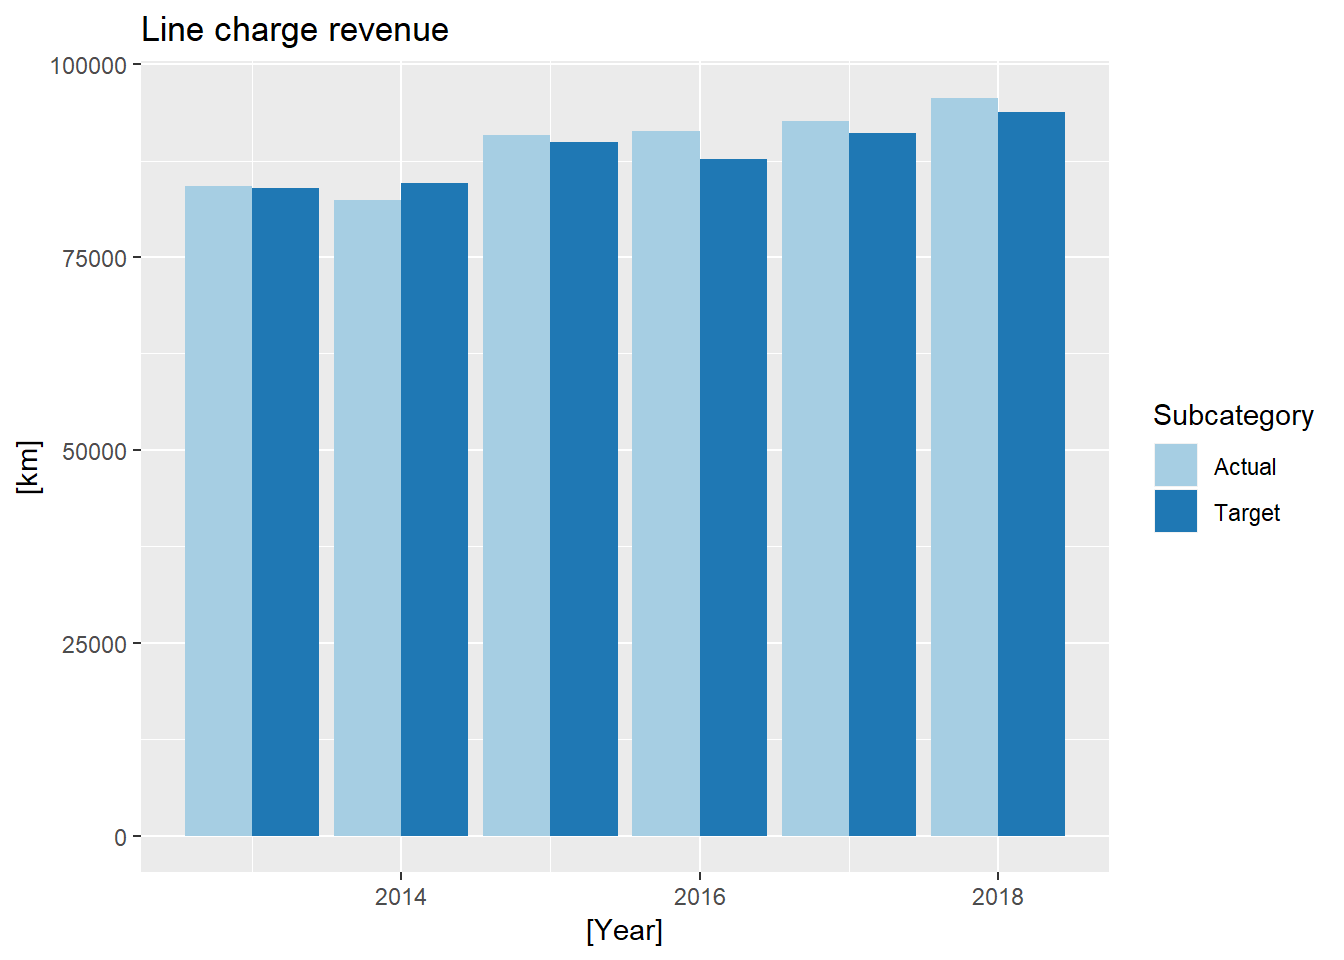 Line charge revenue
100000
75000
50000
25000
0
[km]
2014 2016 2018
[Year]
Subcategory
Actual
Target